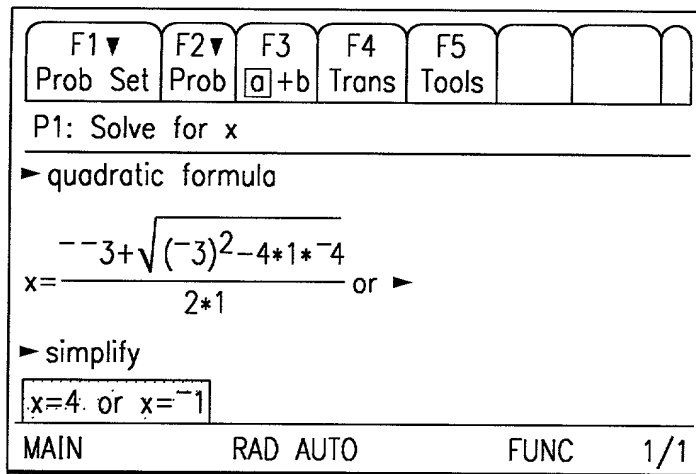 F1▼ F2▼ F3 F4 F5
Prob Set Prob a+b Trans Tools
P1: Solve for x
► quadratic formula
x=(⁻⁻3+√((⁻3)²-4*1*⁻4))/(2*1) or ►
► simplify
x=4 or x=⁻1
MAIN RAD AUTO FUNC 1/1